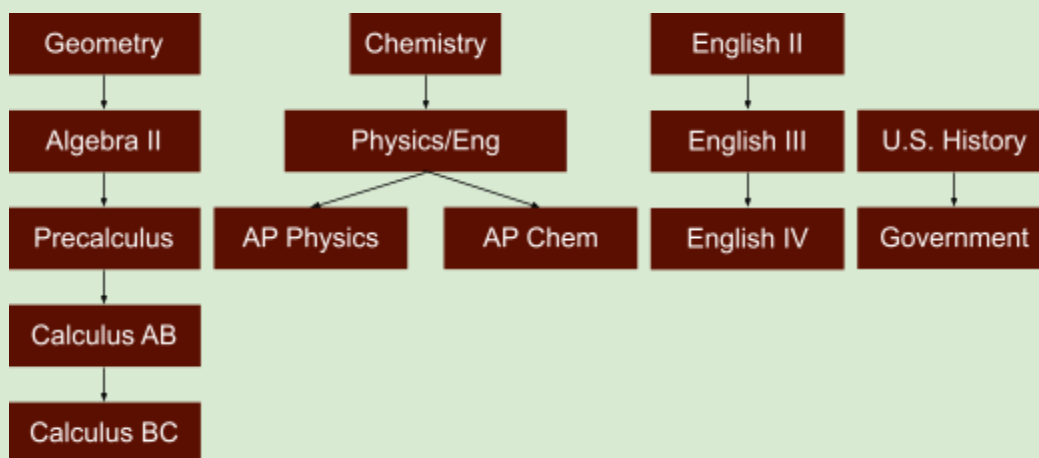 Geometry
Chemistry
English II
Algebra II
Physics/Eng
English III
U.S. History
Precalculus
AP Physics
AP Chem
English IV
Government
Calculus AB
Calculus BC